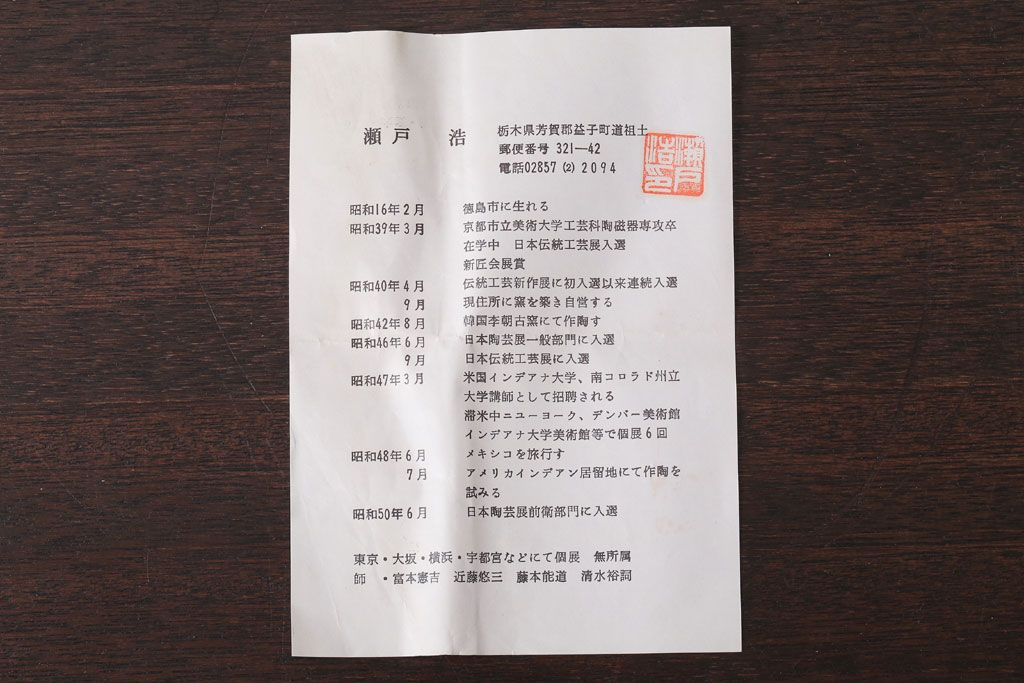 瀬戸　浩
栃木県芳賀郡益子町道祖土
郵便番号 321―42
電話02857 (2) 2094
瀬戸浩印
昭和16年2月　徳島市に生れる
昭和39年3月　京都市立美術大学工芸科陶磁器専攻卒
在学中　日本伝統工芸展入選
新匠会展賞
昭和40年4月　伝統工芸新作展に初入選以来連続入選
9月　現住所に窯を築き自営する
昭和42年8月　韓国李朝古窯にて作陶す
昭和46年6月　日本陶芸展一般部門に入選
9月　日本伝統工芸展に入選
昭和47年3月　米国インデアナ大学、南コロラド州立
大学講師として招聘される
滞米中ニューヨーク、デンバー美術館
インデアナ大学美術館等で個展6回
昭和48年6月　メキシコを旅行す
7月　アメリカインデアン居留地にて作陶を
試みる
昭和50年6月　日本陶芸展前衛部門に入選
東京・大坂・横浜・宇都宮などにて個展　無所属
師　・富本憲吉　近藤悠三　藤本能道　清水裕詞